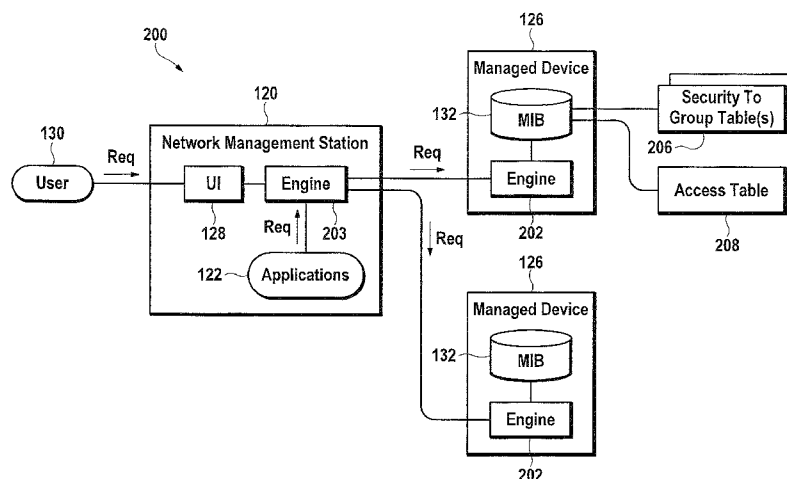 200
126
Managed Device
120
132
MIB
Security To
Group Table(s)
206
130
Network Management Station
Req
Req
User
UI
Engine
Engine
Access Table
128
203
202
208
Req
Req
122
Applications
126
Managed Device
132
MIB
Engine
202